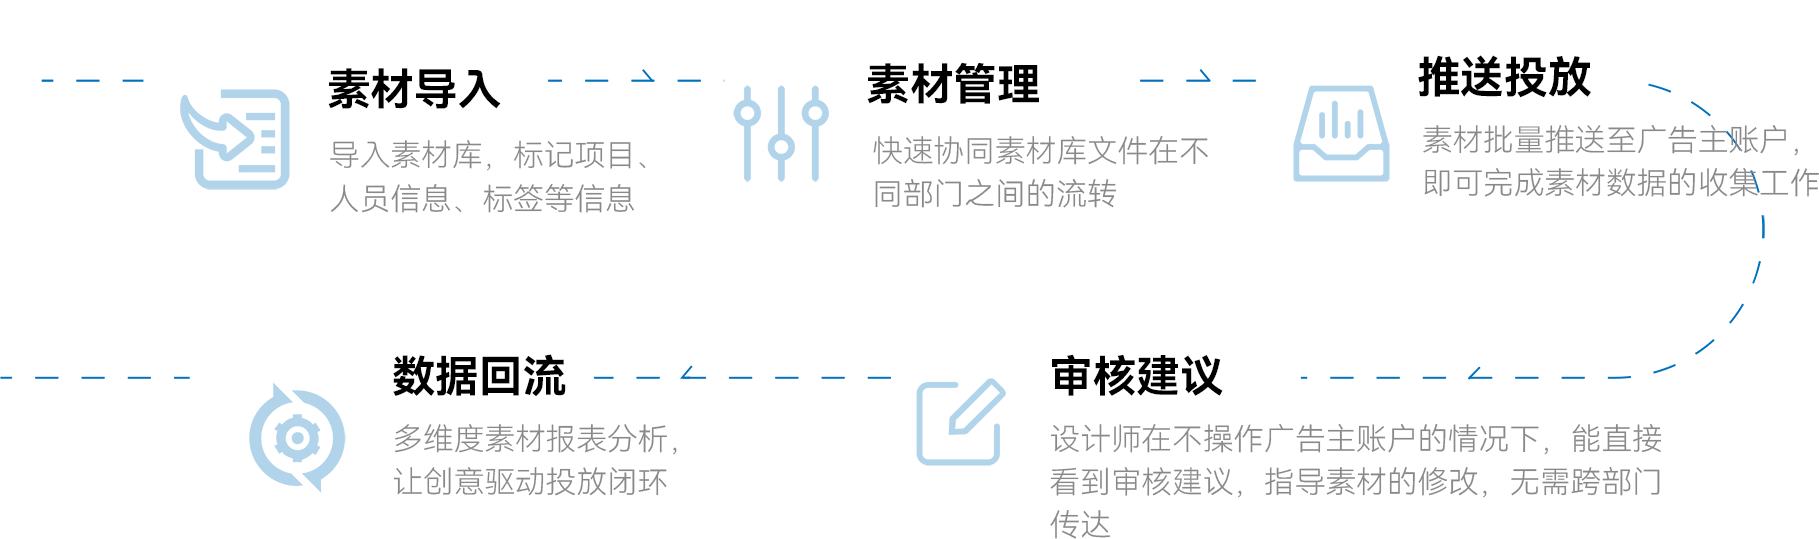 素材导入
导入素材库，标记项目、
人员信息、标签等信息
素材管理
快速协同素材库文件在不
同部门之间的流转
推送投放
素材批量推送至广告主账户，
即可完成素材数据的收集工作
数据回流
多维度素材报表分析，
让创意驱动投放闭环
审核建议
设计师在不操作广告主账户的情况下，能直接
看到审核建议，指导素材的修改，无需跨部门
传达